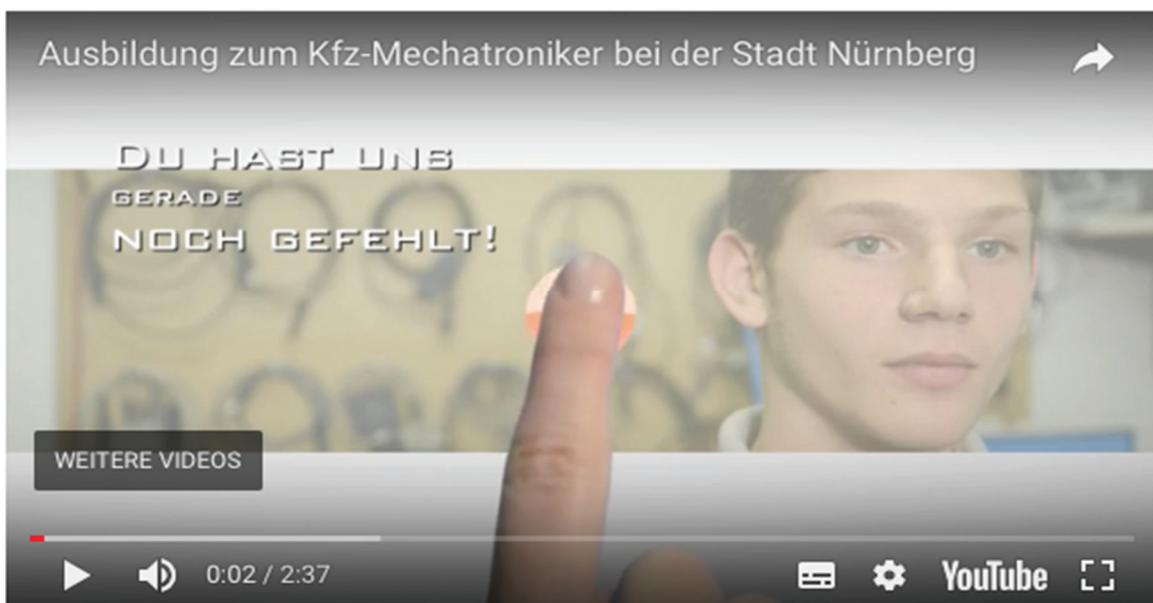 Ausbildung zum Kfz-Mechatroniker bei der Stadt Nürnberg
DU HAST UNS
GERADE
NOCH GEFEHLT!
WEITERE VIDEOS
0:02 / 2:37
YouTube